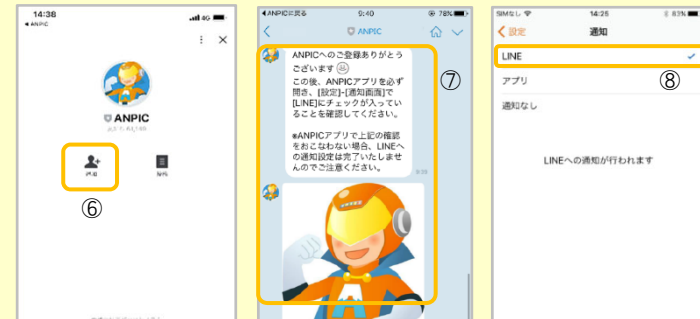 14:38
4G
◀ ANPIC
ANPIC
追加
⑥
◀ANPICに戻る 9:40 78%
ANPIC
ANPICへのご登録ありがとう
ございます
この後、ANPICアプリを必ず
開き、[設定]-[通知画面]で
[LINE]にチェックが入ってい
ることを確認してください。
※ANPICアプリで上記の確認
をおこなわない場合、LINEへ
の通知設定は完了いたしませ
んのでご注意ください。
9:39
⑦
SIMなし 14:25 83%
設定 通知
LINE
⑧
アプリ
通知なし
LINEへの通知が行われます